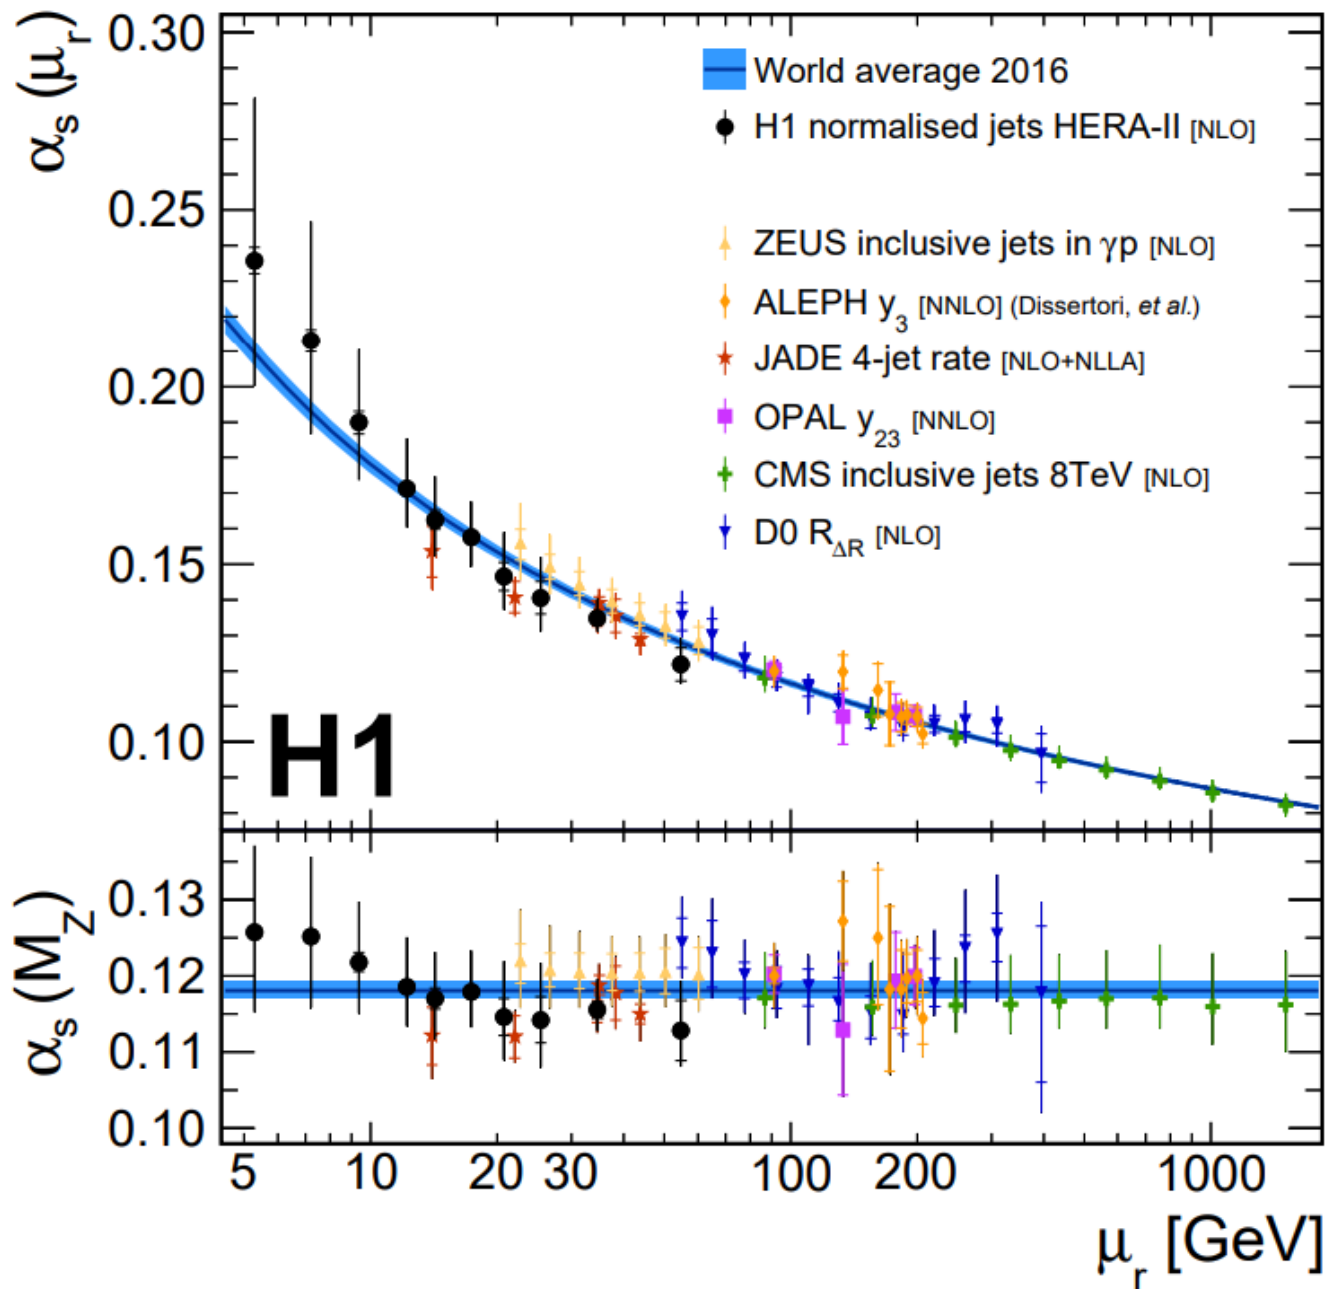 α_s (μ_r)
0.30
0.25
0.20
0.15
0.10
World average 2016
H1 normalised jets HERA-II [NLO]
ZEUS inclusive jets in γp [NLO]
ALEPH y_3 [NNLO] (Dissertori, et al.)
JADE 4-jet rate [NLO+NLLA]
OPAL y_23 [NNLO]
CMS inclusive jets 8TeV [NLO]
D0 R_ΔR [NLO]
H1
α_s (M_Z)
0.13
0.12
0.11
0.10
5 10 20 30 100 200 1000
μ_r [GeV]